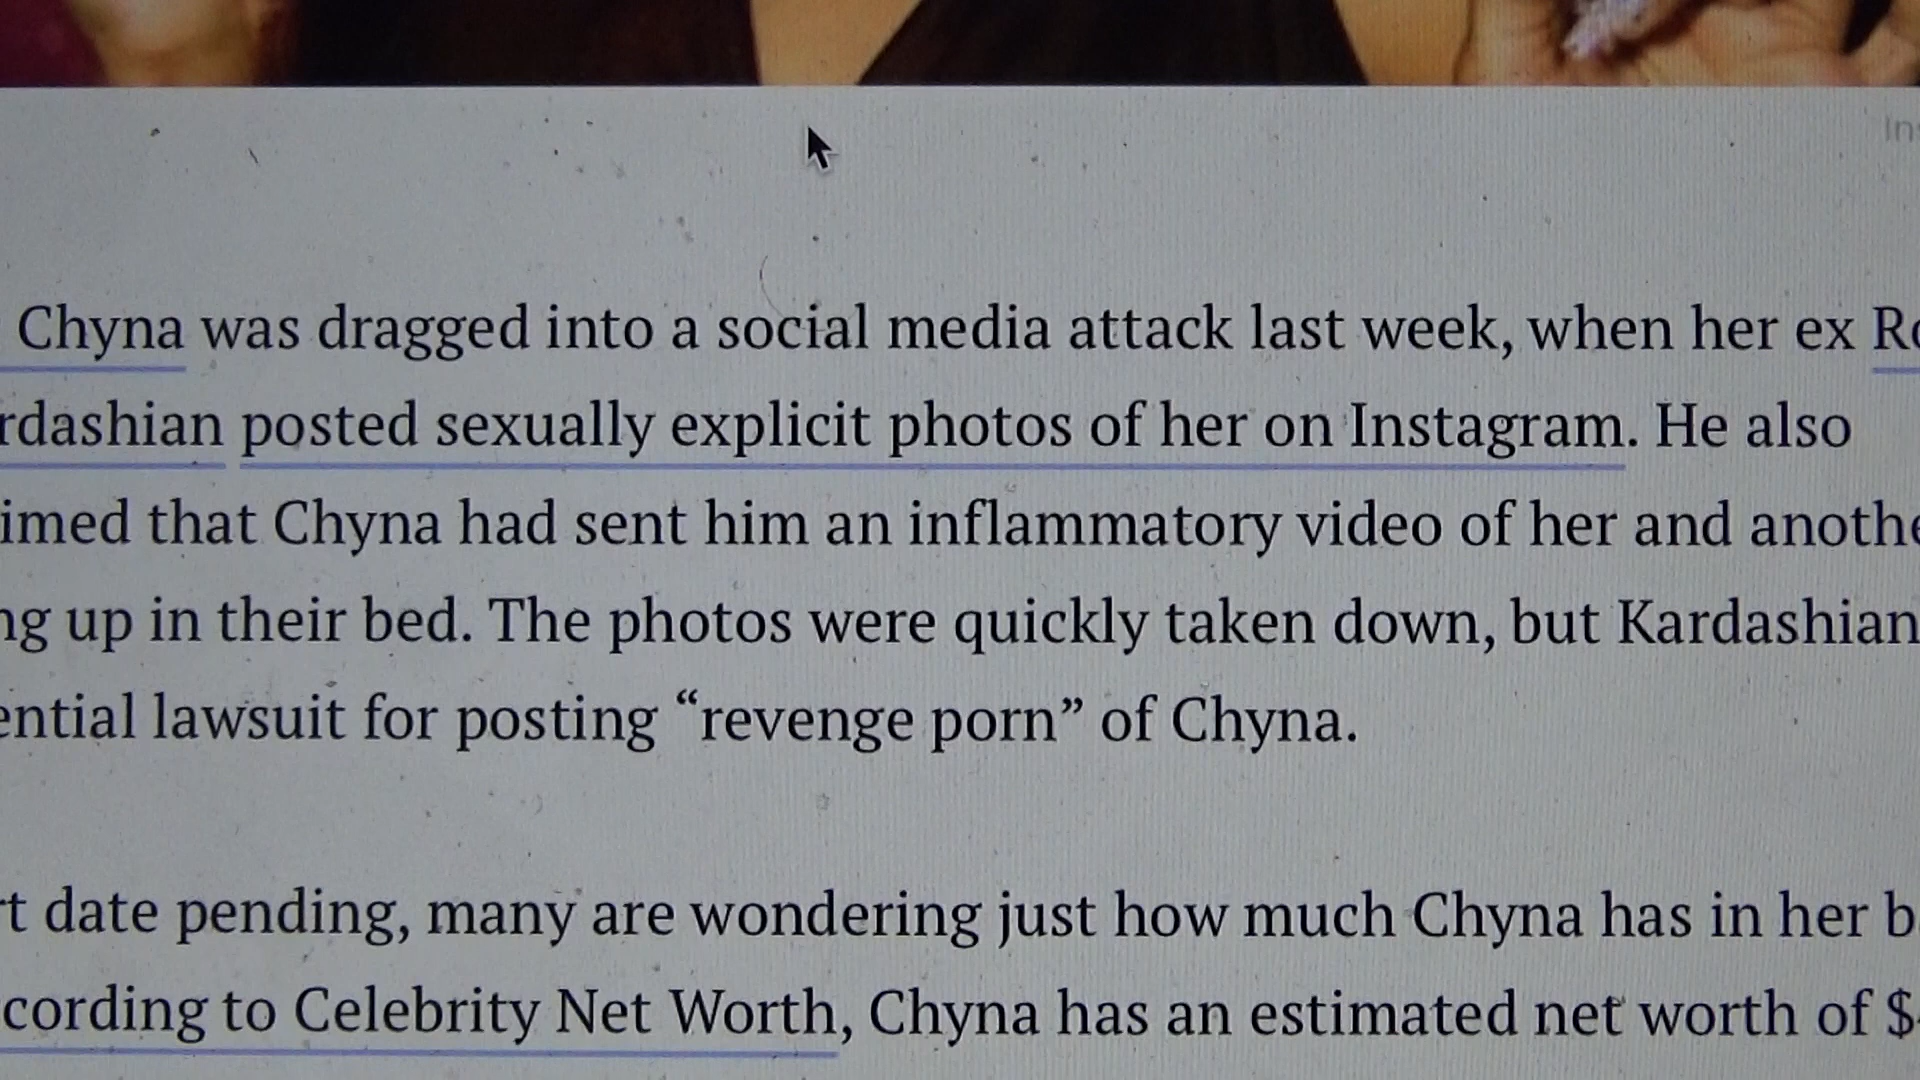 In
Chyna was dragged into a social media attack last week, when her ex R
rdashian posted sexually explicit photos of her on Instagram. He also
imed that Chyna had sent him an inflammatory video of her and anothe
ng up in their bed. The photos were quickly taken down, but Kardashian
ential lawsuit for posting “revenge porn” of Chyna.
t date pending, many are wondering just how much Chyna has in her b
cording to Celebrity Net Worth, Chyna has an estimated net worth of $